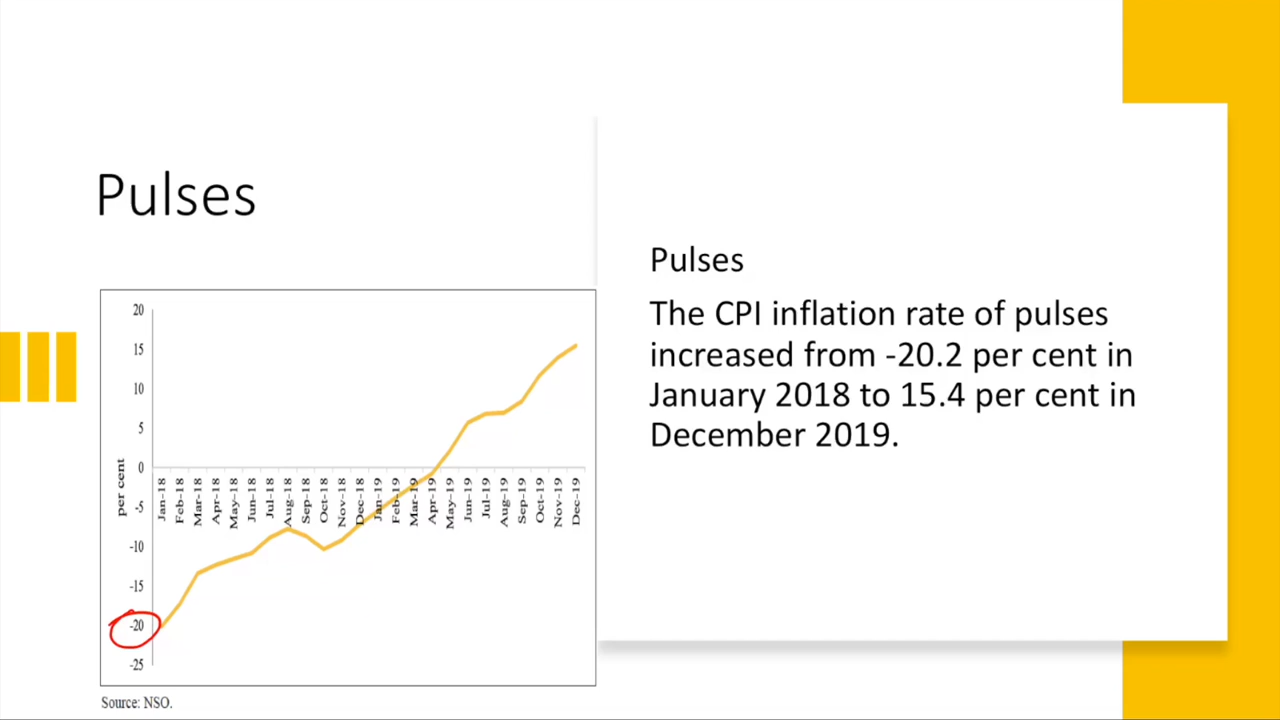 Pulses
Pulses
The CPI inflation rate of pulses
increased from -20.2 per cent in
January 2018 to 15.4 per cent in
December 2019.
20
15
10
5
0
-5
-10
-15
-20
-25
per cent
Jan-18
Feb-18
Mar-18
Apr-18
May-18
Jun-18
Jul-18
Aug-18
Sep-18
Oct-18
Nov-18
Dec-18
Jan-19
Feb-19
Mar-19
Apr-19
May-19
Jun-19
Jul-19
Aug-19
Sep-19
Oct-19
Nov-19
Dec-19
Source: NSO.